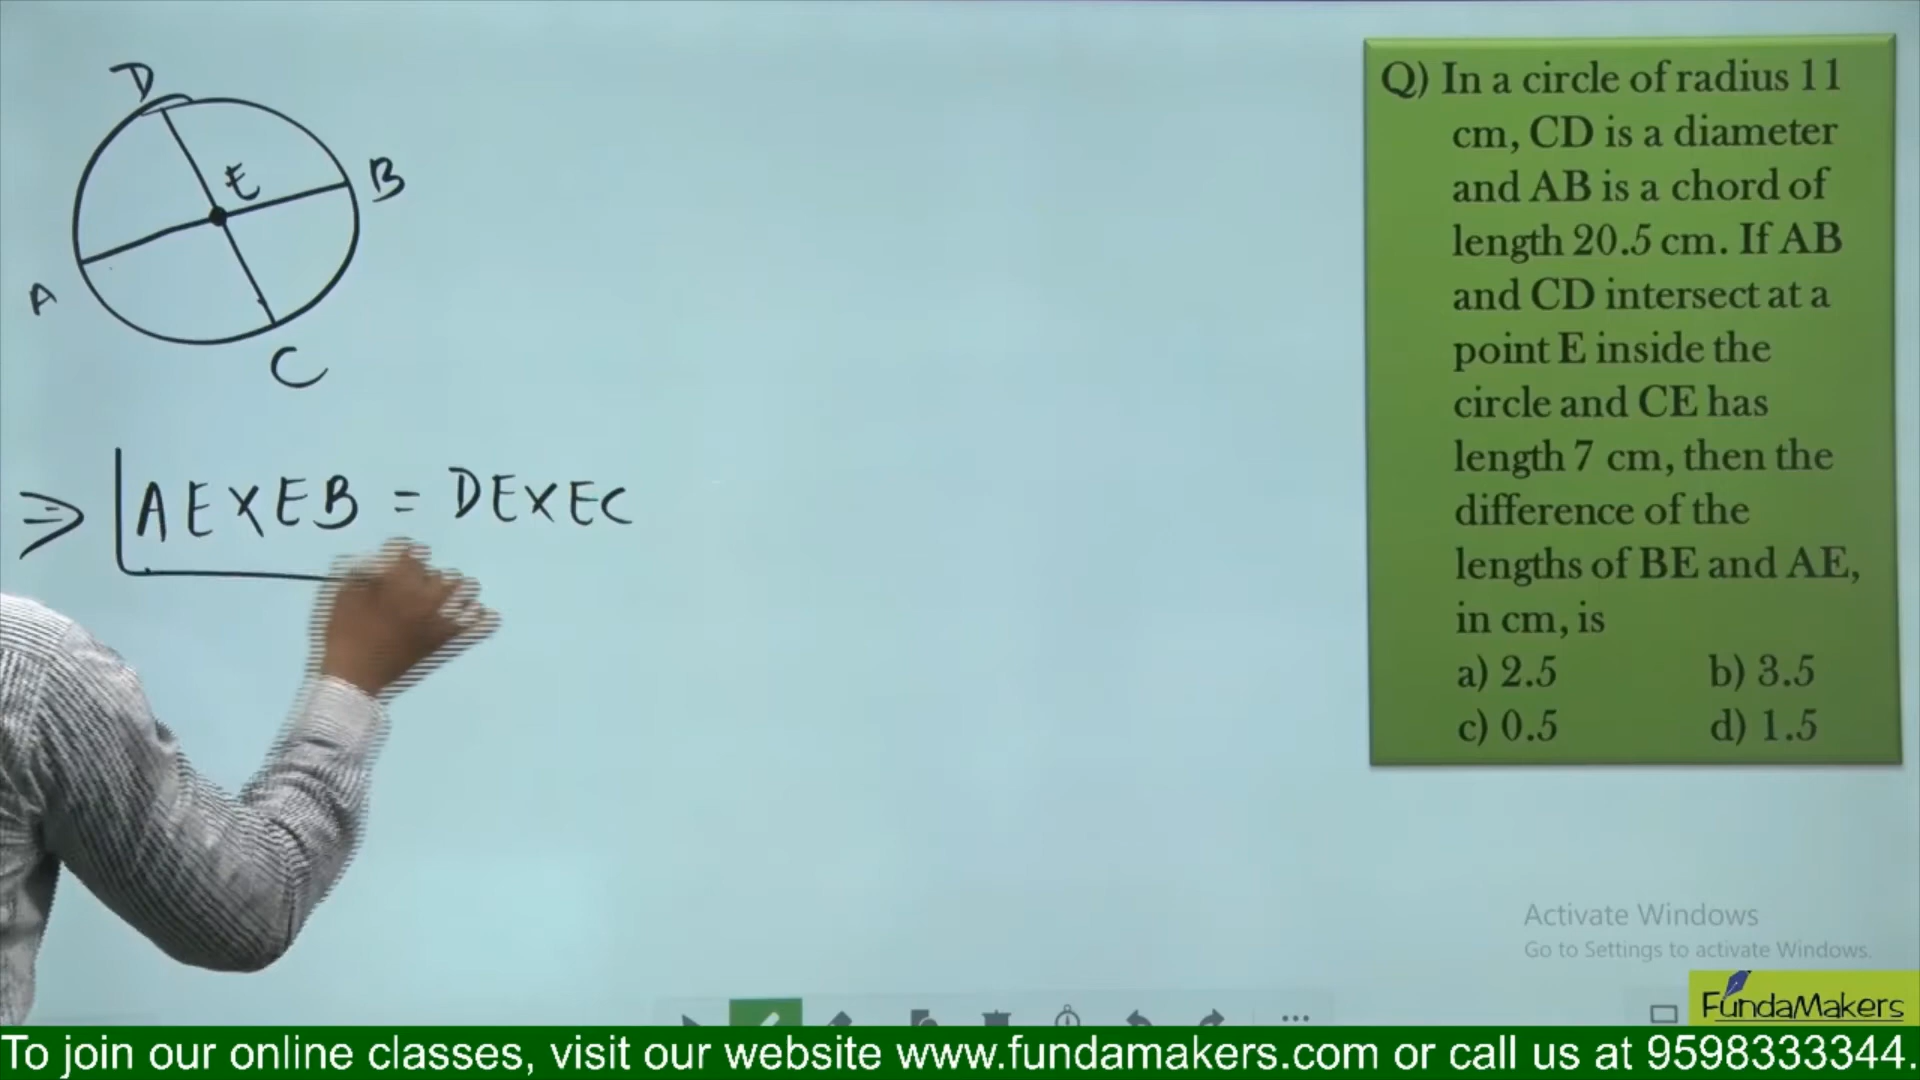 D
E
B
A
C
⇒ AE×EB = DE×EC
Q) In a circle of radius 11
cm, CD is a diameter
and AB is a chord of
length 20.5 cm. If AB
and CD intersect at a
point E inside the
circle and CE has
length 7 cm, then the
difference of the
lengths of BE and AE,
in cm, is
a) 2.5 b) 3.5
c) 0.5 d) 1.5
Activate Windows
Go to Settings to activate Windows.
FundaMakers
To join our online classes, visit our website www.fundamakers.com or call us at 9598333344.